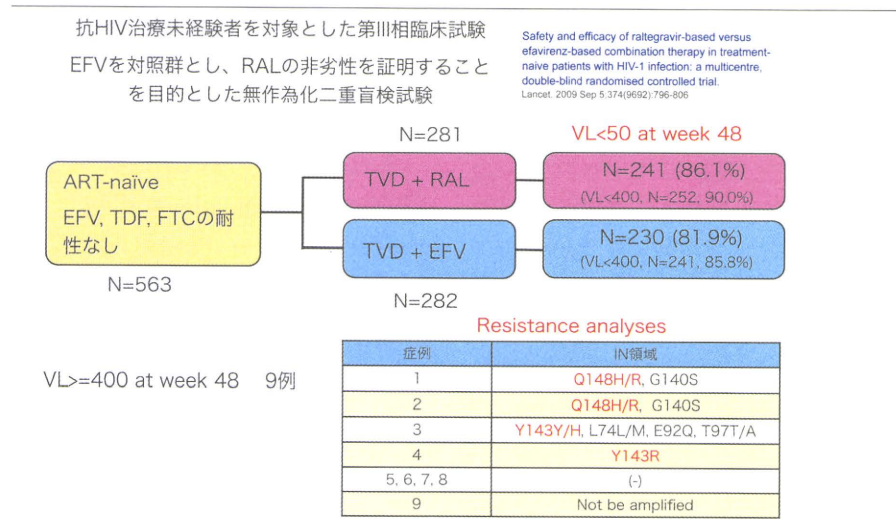 抗HIV治療未経験者を対象とした第III相臨床試験
EFVを対照群とし、RALの非劣性を証明すること
を目的とした無作為化二重盲検試験
Safety and efficacy of raltegravir-based versus
efavirenz-based combination therapy in treatment-
naive patients with HIV-1 infection: a multicentre,
double-blind randomised controlled trial.
Lancet. 2009 Sep 5.374(9692):796-806
N=281
VL<50 at week 48
ART-naïve
EFV, TDF, FTCの耐
性なし
N=563
TVD + RAL
N=241 (86.1%)
(VL<400, N=252, 90.0%)
TVD + EFV
N=230 (81.9%)
(VL<400, N=241, 85.8%)
N=282
Resistance analyses
VL>=400 at week 48 9例
症例 IN領域
1 Q148H/R, G140S
2 Q148H/R, G140S
3 Y143Y/H, L74L/M, E92Q, T97T/A
4 Y143R
5, 6, 7, 8 (-)
9 Not be amplified